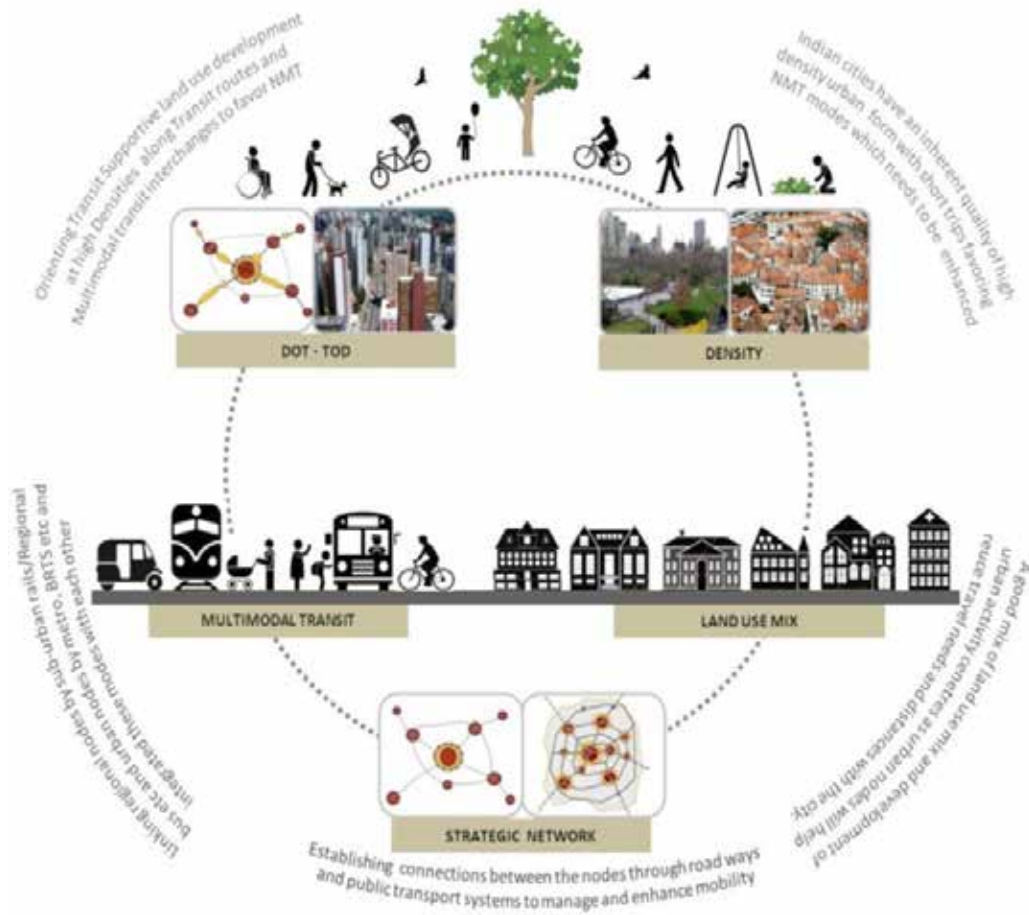 Orienting Transit Supportive land use development
at high Densities along Transit routes and
Multimodal transit interchanges to favor NMT
Indian cities have an inherent quality of high
density urban form with short trips favoring
NMT modes which needs to be enhanced
DOT - TOD
DENSITY
MULTIMODAL TRANSIT
LAND USE MIX
Linking regional nodes by sub-urban rails/Regional
bus etc and urban nodes by metro, BRTS etc and
integrated these modes with each other
A good mix of land use mix and development of
urban activity cenetres as urban nodes will help
reuce travel needs and distances with the cty.
STRATEGIC NETWORK
Establishing connections between the nodes through road ways
and public transport systems to manage and enhance mobility